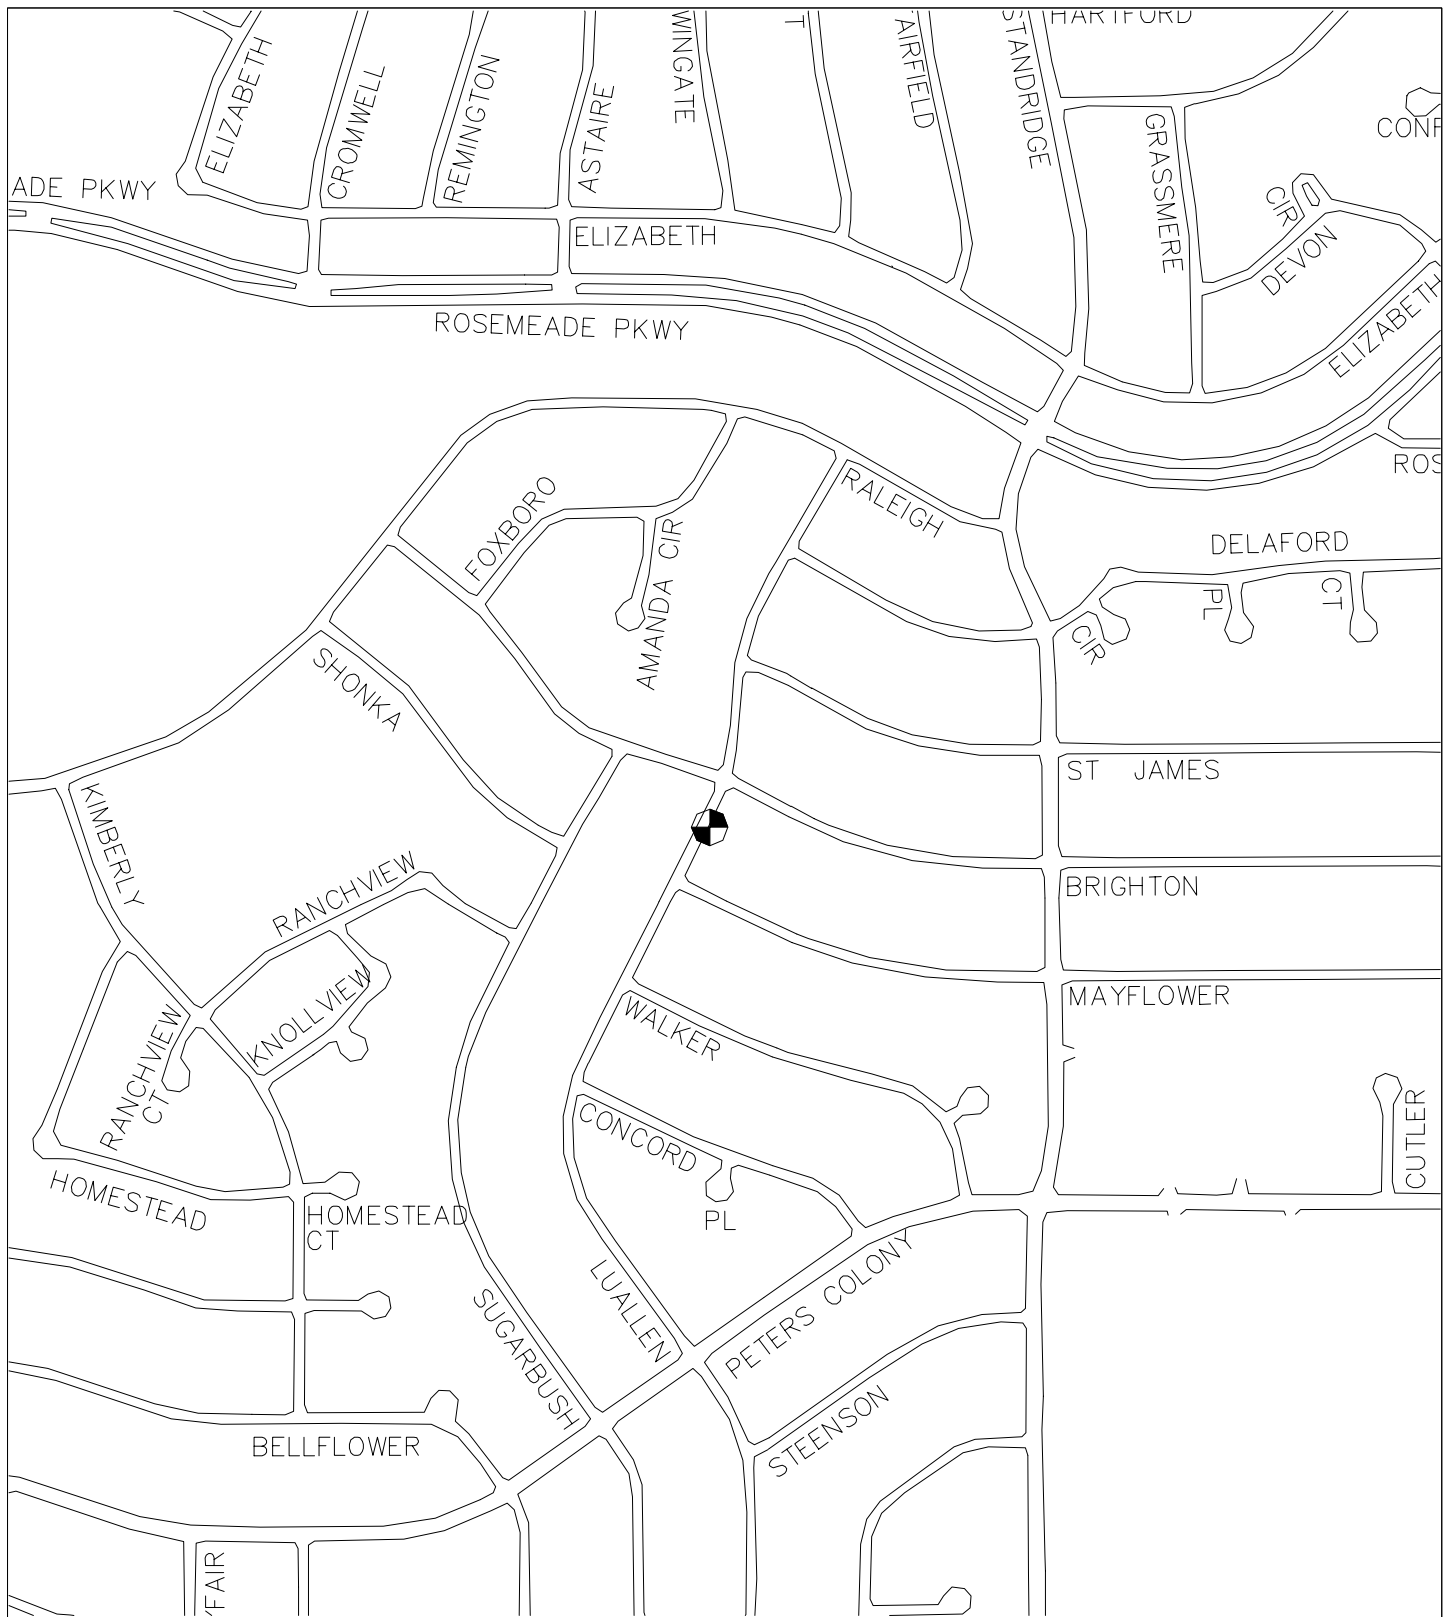 HARTFORD
WINGATE
T
AIRFIELD
STANDRIDGE
ELIZABETH
CROMWELL
REMINGTON
ASTAIRE
GRASSMERE
CONF
ADE PKWY
CIR
DEVON
ELIZABETH
ELIZABETH
ROSEMEADE PKWY
ROS
FOXBORO
RALEIGH
AMANDA CIR
DELAFORD
PL
CT
CIR
SHONKA
ST JAMES
KIMBERLY
RANCHVIEW
BRIGHTON
KNOLLVIEW
MAYFLOWER
RANCHVIEW
CT
WALKER
CONCORD
PL
CUTLER
HOMESTEAD
HOMESTEAD
CT
LUALLEN
PETERS COLONY
SUGARBUSH
STEENSON
BELLFLOWER
YFAIR